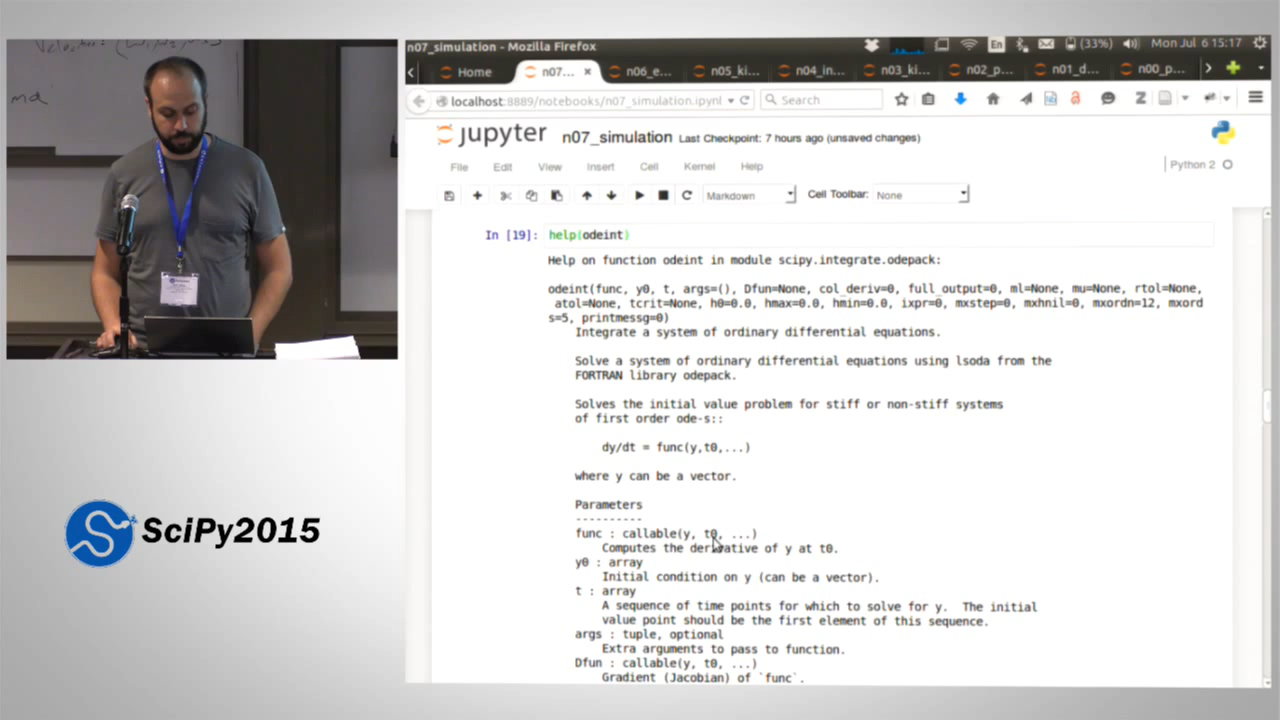 ma
SciPy2015
n07_simulation - Mozilla Firefox
En
(33%)
Mon Jul 6 15:17
Home
n07...
n06_e...
n05_ki...
n04_in...
n03_ki...
n02_p...
n01_d...
n00_p...
localhost:8889/notebooks/n07_simulation.ipynl
Search
jupyter n07_simulation Last Checkpoint: 7 hours ago (unsaved changes)
File Edit View Insert Cell Kernel Help
Python 2
Markdown
Cell Toolbar: None
In [19]: help(odeint)
Help on function odeint in module scipy.integrate.odepack:
odeint(func, y0, t, args=(), Dfun=None, col_deriv=0, full_output=0, ml=None, mu=None, rtol=None,
atol=None, tcrit=None, h0=0.0, hmax=0.0, hmin=0.0, ixpr=0, mxstep=0, mxhnil=0, mxordn=12, mxord
s=5, printmessg=0)
Integrate a system of ordinary differential equations.
Solve a system of ordinary differential equations using lsoda from the
FORTRAN library odepack.
Solves the initial value problem for stiff or non-stiff systems
of first order ode-s::
dy/dt = func(y,t0,...)
where y can be a vector.
Parameters
----------
func : callable(y, t0, ...)
Computes the derivative of y at t0.
y0 : array
Initial condition on y (can be a vector).
t : array
A sequence of time points for which to solve for y. The initial
value point should be the first element of this sequence.
args : tuple, optional
Extra arguments to pass to function.
Dfun : callable(y, t0, ...)
Gradient (Jacobian) of `func`.